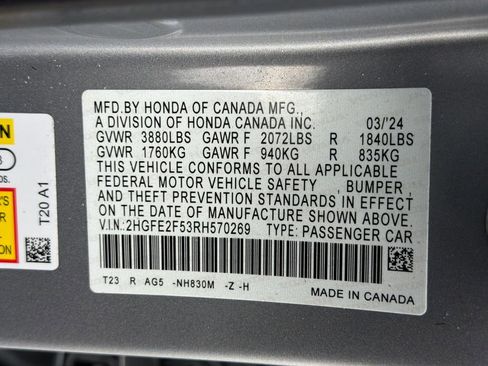 MFD.BY HONDA OF CANADA MFG.,
A DIVISION OF HONDA CANADA INC. 03/'24
GVWR 3880LBS GAWR F 2072LBS R 1840LBS
GVWR 1760KG GAWR F 940KG R 835KG
THIS VEHICLE CONFORMS TO ALL APPLICABLE
FEDERAL MOTOR VEHICLE SAFETY , BUMPER
AND THEFT PREVENTION STANDARDS IN EFFECT
ON THE DATE OF MANUFACTURE SHOWN ABOVE.
V.I.N.:2HGFE2F53RH570269 TYPE: PASSENGER CAR
T23 R AG5 -NH830M -Z -H
MADE IN CANADA
T20 A1